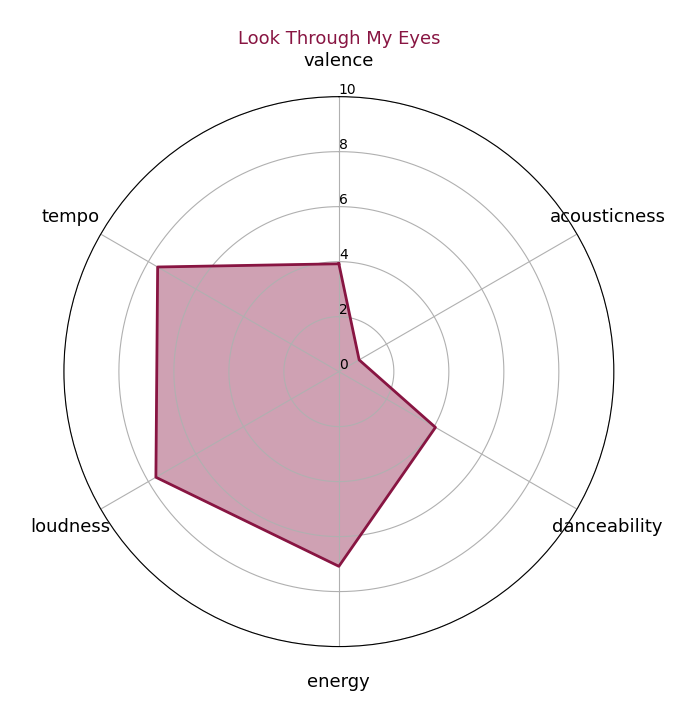 Look Through My Eyes
valence
10
8
tempo
acousticness
6
4
2
0
loudness
danceability
energy